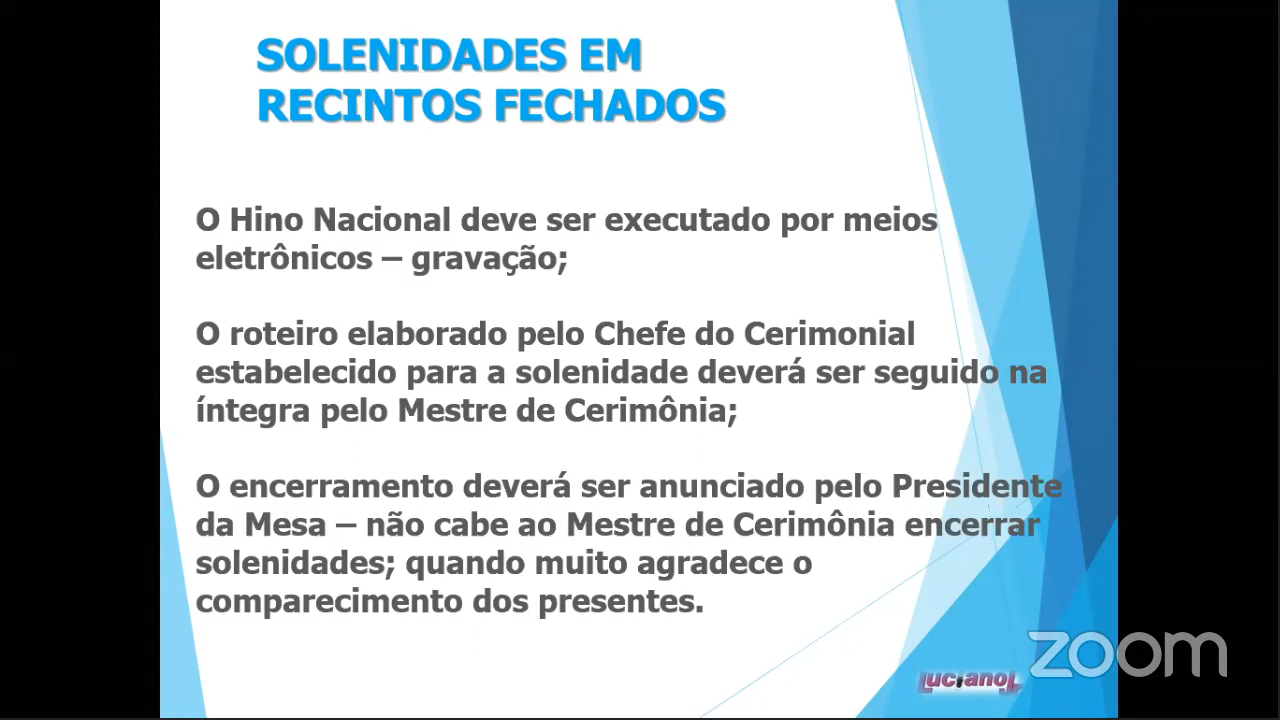 SOLENIDADES EM
RECINTOS FECHADOS
O Hino Nacional deve ser executado por meios
eletrônicos – gravação;
O roteiro elaborado pelo Chefe do Cerimonial
estabelecido para a solenidade deverá ser seguido na
íntegra pelo Mestre de Cerimônia;
O encerramento deverá ser anunciado pelo Presidente
da Mesa – não cabe ao Mestre de Cerimônia encerrar
solenidades; quando muito agradece o
comparecimento dos presentes.
zoom